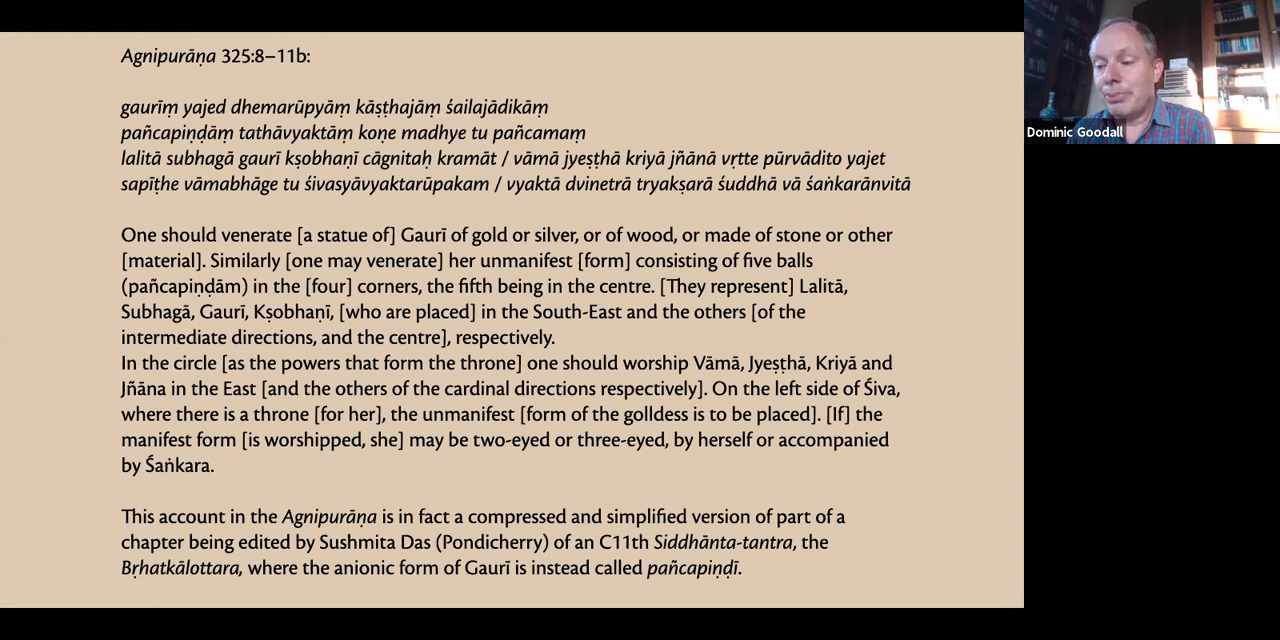 Agnipurāṇa 325:8–11b:
gaurīṃ yajed dhemarūpyāṃ kāṣṭhajāṃ śailajādikāṃ
pañcapiṇḍāṃ tathāvyaktāṃ koṇe madhye tu pañcamaṃ
lalitā subhagā gaurī kṣobhaṇī cāgnitaḥ kramāt / vāmā jyeṣṭhā kriyā jñānā vṛtte pūrvādito yajet
sapīṭhe vāmabhāge tu śivasyāvyaktarūpakam / vyaktā dvinetrā tryakṣarā śuddhā vā śaṅkarānvitā
One should venerate [a statue of] Gaurī of gold or silver, or of wood, or made of stone or other
[material]. Similarly [one may venerate] her unmanifest [form] consisting of five balls
(pañcapiṇḍām) in the [four] corners, the fifth being in the centre. [They represent] Lalitā,
Subhagā, Gaurī, Kṣobhaṇī, [who are placed] in the South-East and the others [of the
intermediate directions, and the centre], respectively.
In the circle [as the powers that form the throne] one should worship Vāmā, Jyeṣṭhā, Kriyā and
Jñāna in the East [and the others of the cardinal directions respectively]. On the left side of Śiva,
where there is a throne [for her], the unmanifest [form of the golldess is to be placed]. [If] the
manifest form [is worshipped, she] may be two-eyed or three-eyed, by herself or accompanied
by Śaṅkara.
This account in the Agnipurāṇa is in fact a compressed and simplified version of part of a
chapter being edited by Sushmita Das (Pondicherry) of an C11th Siddhānta-tantra, the
Bṛhatkālottara, where the anionic form of Gaurī is instead called pañcapiṇḍī.
Dominic Goodall